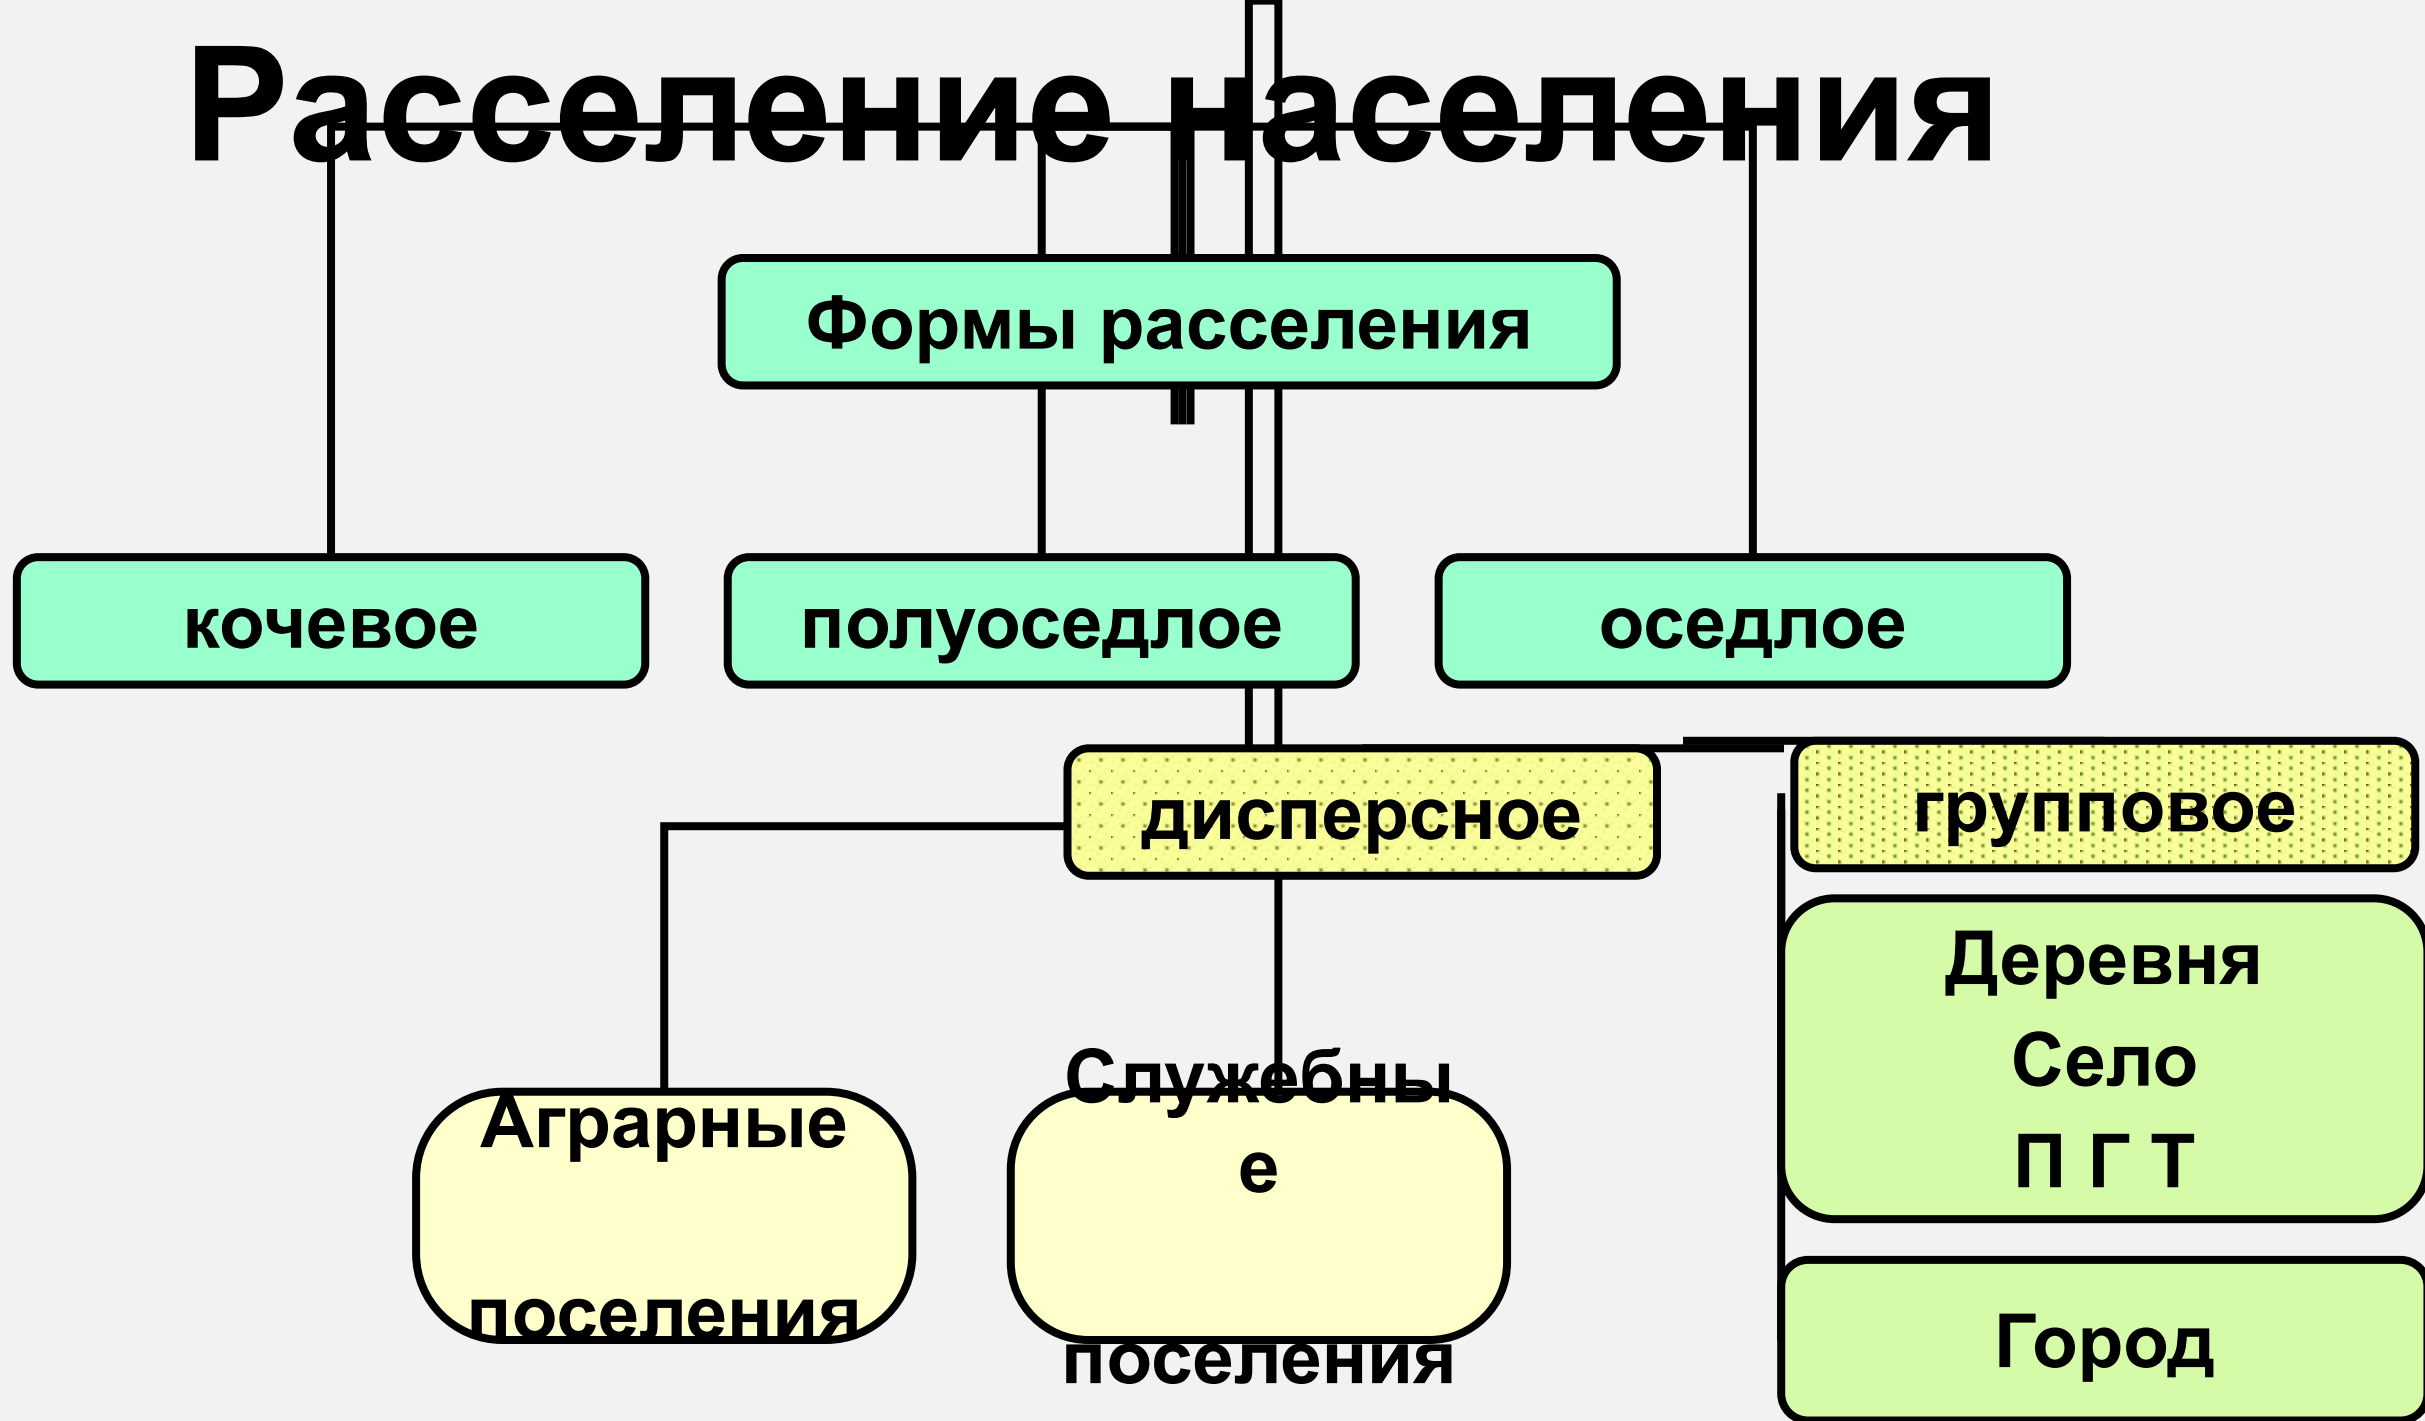 Расселение населения
Формы расселения
кочевое
полуоседлое
оседлое
дисперсное
групповое
Аграрные
поселения
Служебны
е
поселения
Деревня
Село
П Г Т
Город